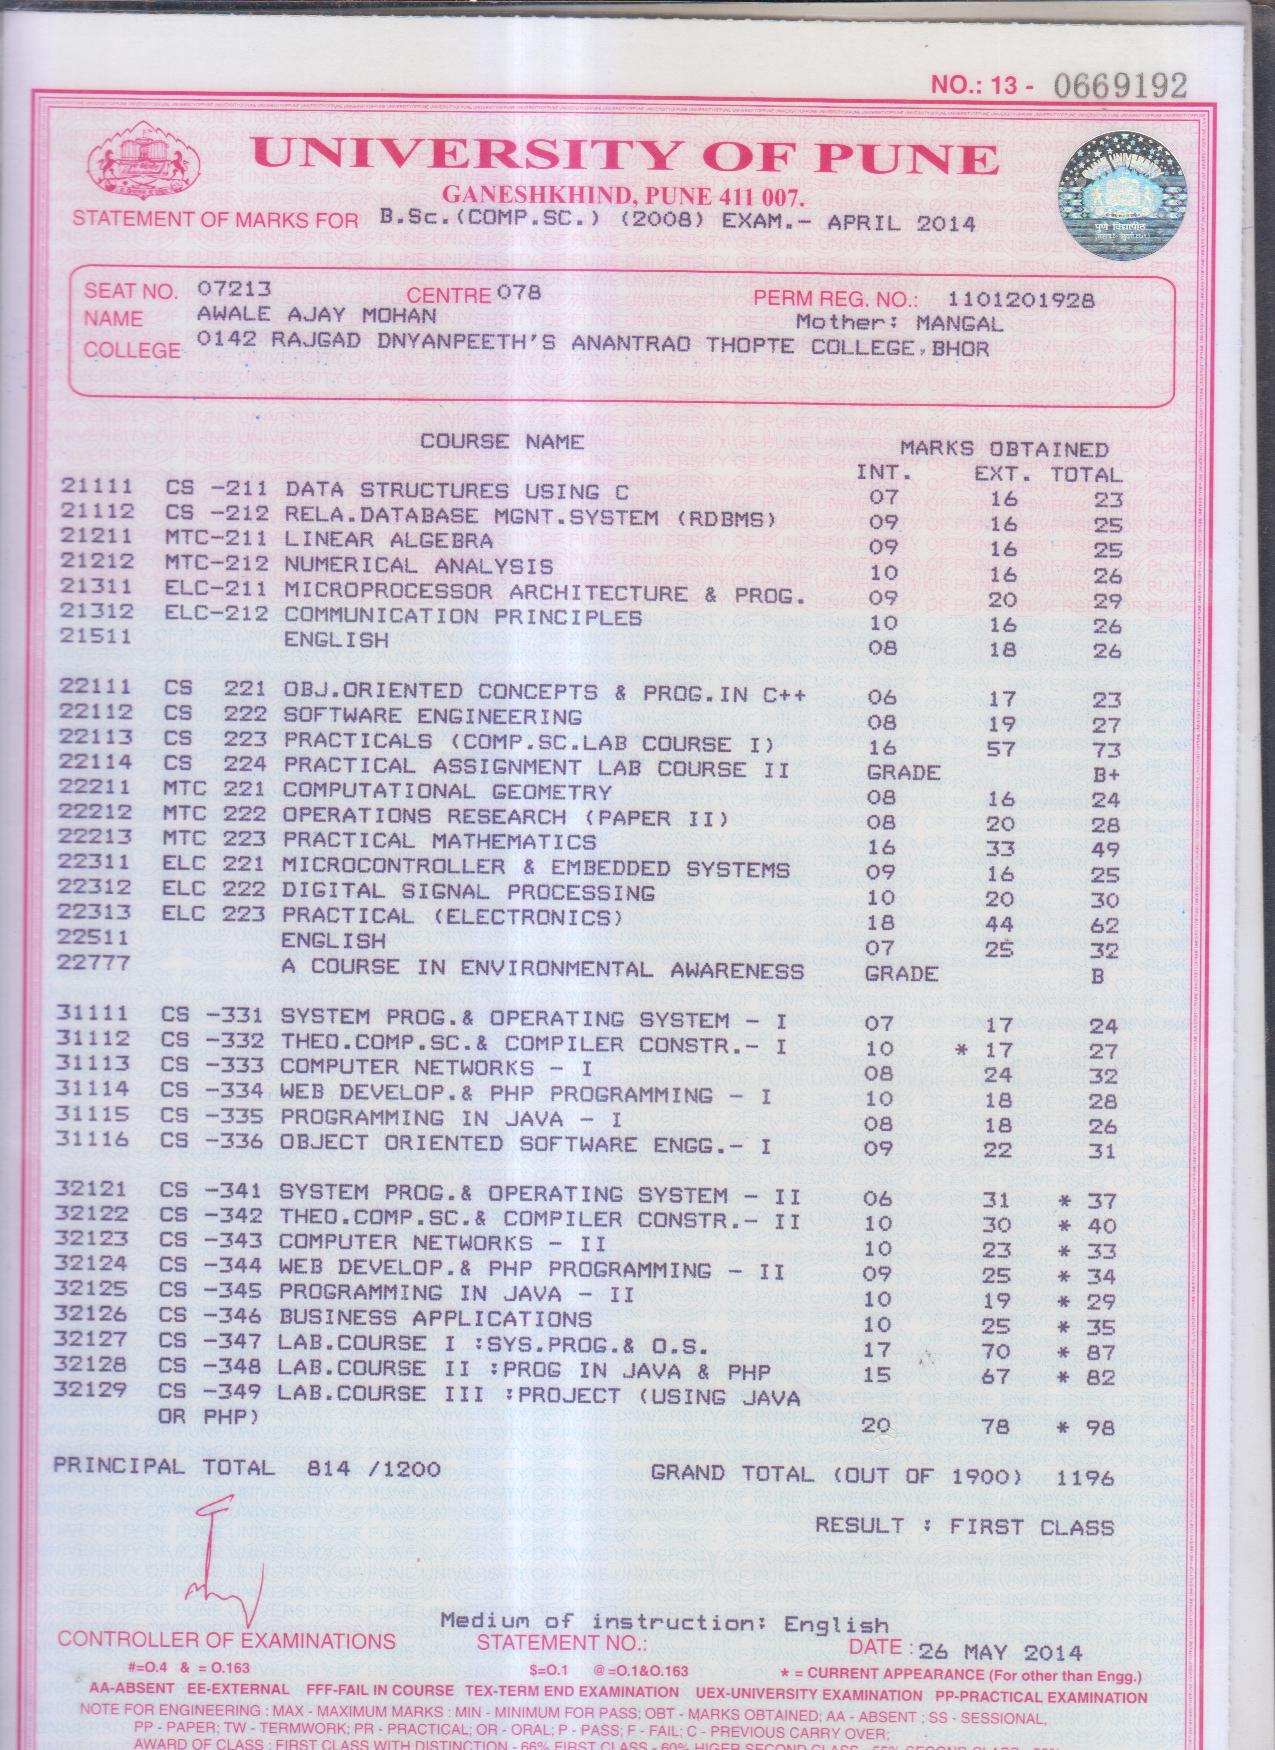 NO.: 13 - 0669192
UNIVERSITY OF PUNE
GANESHKHIND, PUNE 411 007.
STATEMENT OF MARKS FOR B.Sc.(COMP.SC.) (2008) EXAM.- APRIL 2014
पुणे विद्यापीठ
SEAT NO. 07213 CENTRE 078 PERM REG. NO.: 1101201928
NAME AWALE AJAY MOHAN Mother: MANGAL
COLLEGE 0142 RAJGAD DNYANPEETH'S ANANTRAO THOPTE COLLEGE,BHOR
COURSE NAME MARKS OBTAINED
INT. EXT. TOTAL
21111 CS -211 DATA STRUCTURES USING C 07 16 23
21112 CS -212 RELA.DATABASE MGNT.SYSTEM (RDBMS) 09 16 25
21211 MTC-211 LINEAR ALGEBRA 09 16 25
21212 MTC-212 NUMERICAL ANALYSIS 10 16 26
21311 ELC-211 MICROPROCESSOR ARCHITECTURE & PROG. 09 20 29
21312 ELC-212 COMMUNICATION PRINCIPLES 10 16 26
21511 ENGLISH 08 18 26
22111 CS 221 OBJ.ORIENTED CONCEPTS & PROG.IN C++ 06 17 23
22112 CS 222 SOFTWARE ENGINEERING 08 19 27
22113 CS 223 PRACTICALS (COMP.SC.LAB COURSE I) 16 57 73
22114 CS 224 PRACTICAL ASSIGNMENT LAB COURSE II GRADE B+
22211 MTC 221 COMPUTATIONAL GEOMETRY 08 16 24
22212 MTC 222 OPERATIONS RESEARCH (PAPER II) 08 20 28
22213 MTC 223 PRACTICAL MATHEMATICS 16 33 49
22311 ELC 221 MICROCONTROLLER & EMBEDDED SYSTEMS 09 16 25
22312 ELC 222 DIGITAL SIGNAL PROCESSING 10 20 30
22313 ELC 223 PRACTICAL (ELECTRONICS) 18 44 62
22511 ENGLISH 07 25 32
22777 A COURSE IN ENVIRONMENTAL AWARENESS GRADE B
31111 CS -331 SYSTEM PROG.& OPERATING SYSTEM - I 07 17 24
31112 CS -332 THEO.COMP.SC.& COMPILER CONSTR.- I 10 * 17 27
31113 CS -333 COMPUTER NETWORKS - I 08 24 32
31114 CS -334 WEB DEVELOP.& PHP PROGRAMMING - I 10 18 28
31115 CS -335 PROGRAMMING IN JAVA - I 08 18 26
31116 CS -336 OBJECT ORIENTED SOFTWARE ENGG.- I 09 22 31
32121 CS -341 SYSTEM PROG.& OPERATING SYSTEM - II 06 31 * 37
32122 CS -342 THEO.COMP.SC.& COMPILER CONSTR.- II 10 30 * 40
32123 CS -343 COMPUTER NETWORKS - II 10 23 * 33
32124 CS -344 WEB DEVELOP.& PHP PROGRAMMING - II 09 25 * 34
32125 CS -345 PROGRAMMING IN JAVA - II 10 19 * 29
32126 CS -346 BUSINESS APPLICATIONS 10 25 * 35
32127 CS -347 LAB.COURSE I :SYS.PROG.& O.S. 17 70 * 87
32128 CS -348 LAB.COURSE II :PROG IN JAVA & PHP 15 67 * 82
32129 CS -349 LAB.COURSE III :PROJECT (USING JAVA
OR PHP) 20 78 * 98
PRINCIPAL TOTAL 814 /1200 GRAND TOTAL (OUT OF 1900) 1196
RESULT : FIRST CLASS
Medium of instruction: English
CONTROLLER OF EXAMINATIONS STATEMENT NO.: DATE : 26 MAY 2014
#=O.4 & = O.163 $=O.1 @=O.1&O.163 * = CURRENT APPEARANCE (For other than Engg.)
AA-ABSENT EE-EXTERNAL FFF-FAIL IN COURSE TEX-TERM END EXAMINATION UEX-UNIVERSITY EXAMINATION PP-PRACTICAL EXAMINATION
NOTE FOR ENGINEERING : MAX - MAXIMUM MARKS : MIN - MINIMUM FOR PASS; OBT - MARKS OBTAINED; AA - ABSENT ; SS - SESSIONAL,
PP - PAPER; TW - TERMWORK; PR - PRACTICAL; OR - ORAL; P - PASS; F - FAIL; C - PREVIOUS CARRY OVER;
AWARD OF CLASS : FIRST CLASS WITH DISTINCTION - 66% FIRST CLASS - 60% HIGER SECOND CLASS - 55% SECOND CLASS